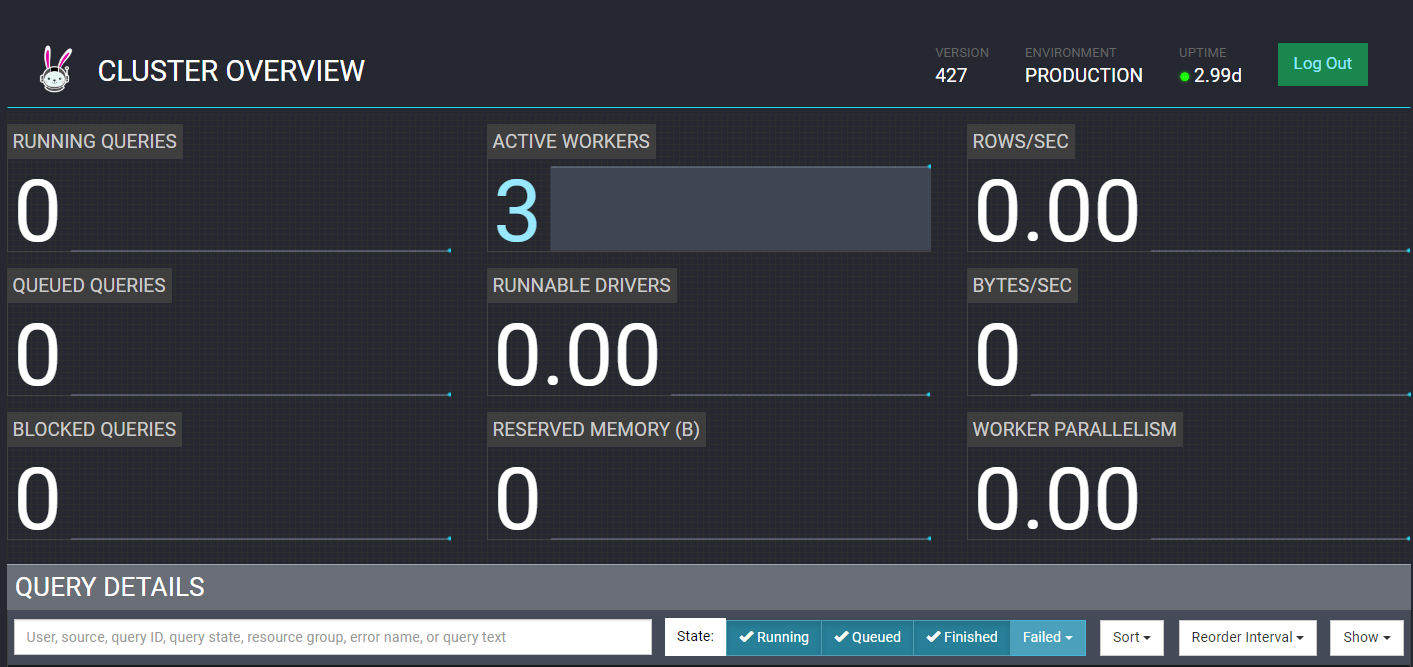 CLUSTER OVERVIEW
VERSION
427
ENVIRONMENT
PRODUCTION
UPTIME
2.99d
Log Out
RUNNING QUERIES
0
ACTIVE WORKERS
3
ROWS/SEC
0.00
QUEUED QUERIES
0
RUNNABLE DRIVERS
0.00
BYTES/SEC
0
BLOCKED QUERIES
0
RESERVED MEMORY (B)
0
WORKER PARALLELISM
0.00
QUERY DETAILS
User, source, query ID, query state, resource group, error name, or query text
State:
Running
Queued
Finished
Failed
Sort
Reorder Interval
Show